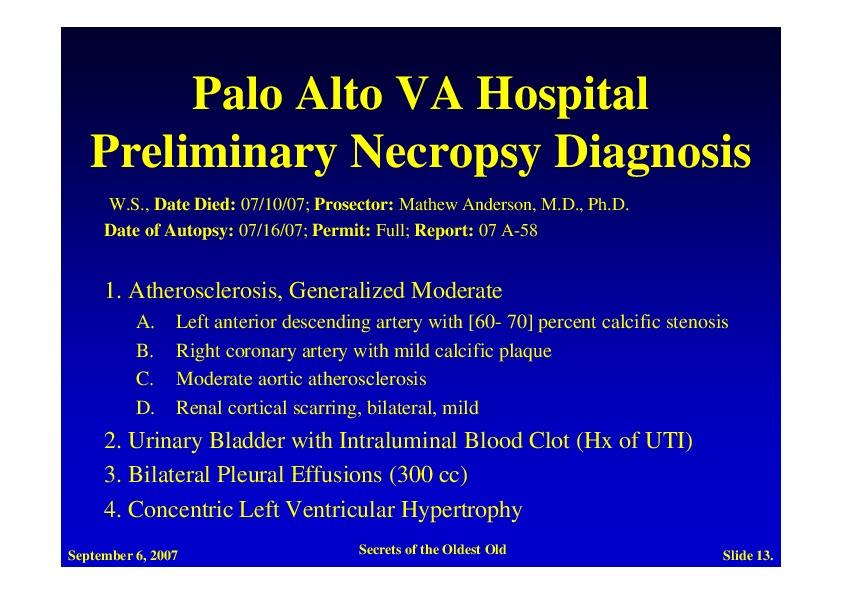 Palo Alto VA Hospital
Preliminary Necropsy Diagnosis
W.S., Date Died: 07/10/07; Prosector: Mathew Anderson, M.D., Ph.D.
Date of Autopsy: 07/16/07; Permit: Full; Report: 07 A-58
1. Atherosclerosis, Generalized Moderate
A. Left anterior descending artery with [60- 70] percent calcific stenosis
B. Right coronary artery with mild calcific plaque
C. Moderate aortic atherosclerosis
D. Renal cortical scarring, bilateral, mild
2. Urinary Bladder with Intraluminal Blood Clot (Hx of UTI)
3. Bilateral Pleural Effusions (300 cc)
4. Concentric Left Ventricular Hypertrophy
September 6, 2007 Secrets of the Oldest Old Slide 13.